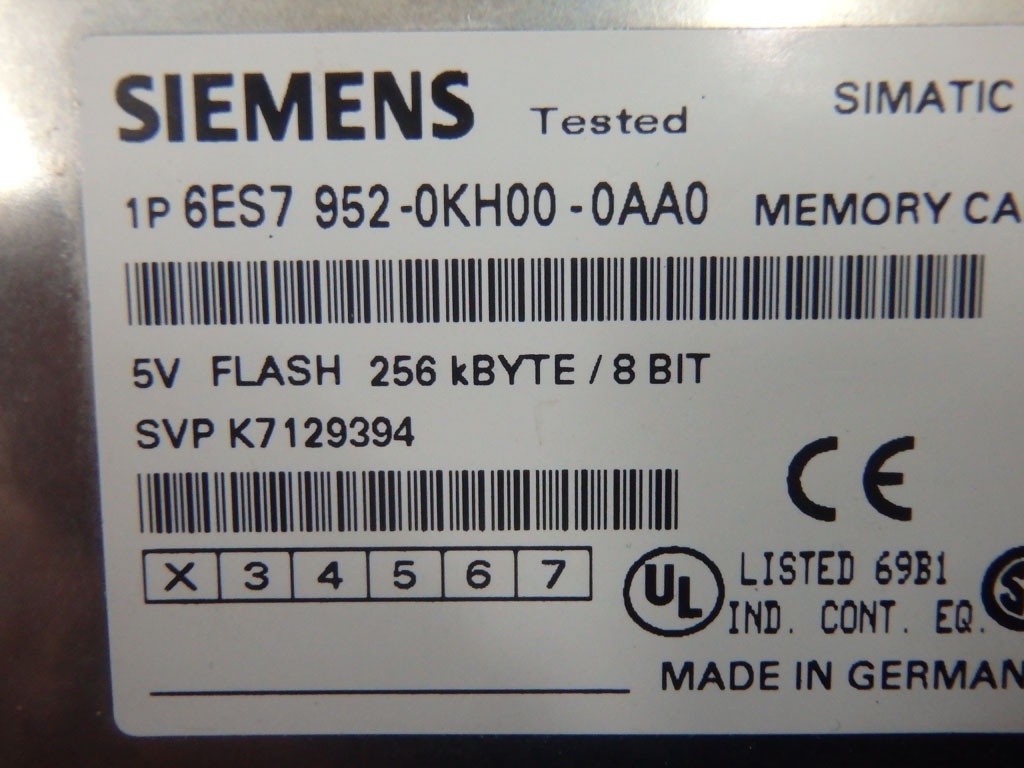 SIEMENS Tested SIMATIC
1P 6ES7 952-0KH00-0AA0 MEMORY CA
5V FLASH 256 kBYTE / 8 BIT
SVP K7129394
CE
X 3 4 5 6 7
UL LISTED 69B1
IND. CONT. EQ.
MADE IN GERMAN